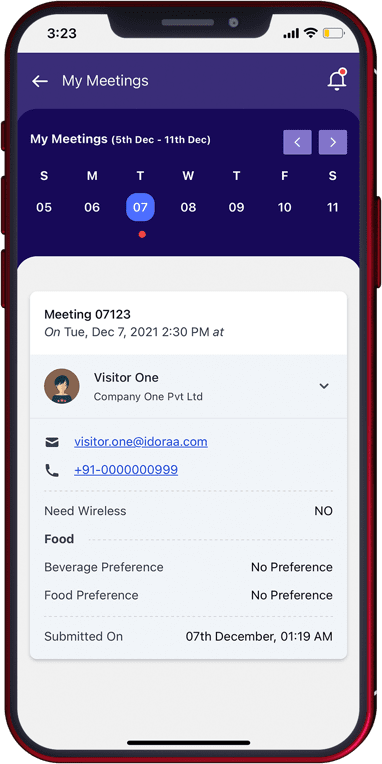 3:23
My Meetings
My Meetings (5th Dec - 11th Dec)
S M T W T F S
05 06 07 08 09 10 11
Meeting 07123
On Tue, Dec 7, 2021 2:30 PM at
Visitor One
Company One Pvt Ltd
visitor.one@idoraa.com
+91-0000000999
Need Wireless NO
Food
Beverage Preference No Preference
Food Preference No Preference
Submitted On 07th December, 01:19 AM